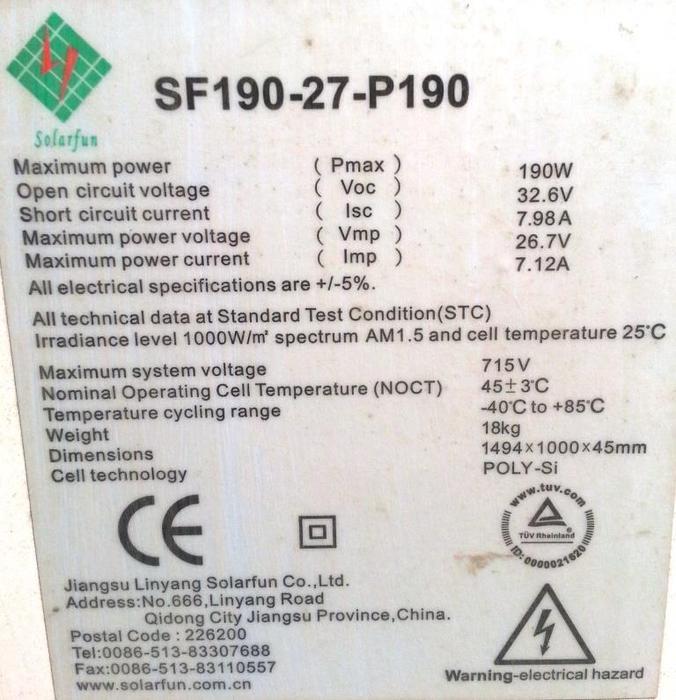 Solarfun
SF190-27-P190
Maximum power ( Pmax ) 190W
Open circuit voltage ( Voc ) 32.6V
Short circuit current ( Isc ) 7.98A
Maximum power voltage ( Vmp ) 26.7V
Maximum power current ( Imp ) 7.12A
All electrical specifications are +/-5%.
All technical data at Standard Test Condition(STC)
Irradiance level 1000W/㎡ spectrum AM1.5 and cell temperature 25℃
Maximum system voltage 715V
Nominal Operating Cell Temperature (NOCT) 45±3℃
Temperature cycling range -40℃ to +85℃
Weight 18kg
Dimensions 1494×1000×45mm
Cell technology POLY-Si
CE
www.tuv.com
TÜV Rheinland
ID:0000021620
Jiangsu Linyang Solarfun Co.,Ltd.
Address:No.666,Linyang Road
Qidong City Jiangsu Province,China.
Postal Code : 226200
Tel:0086-513-83307688
Fax:0086-513-83110557
www.solarfun.com.cn
Warning-electrical hazard